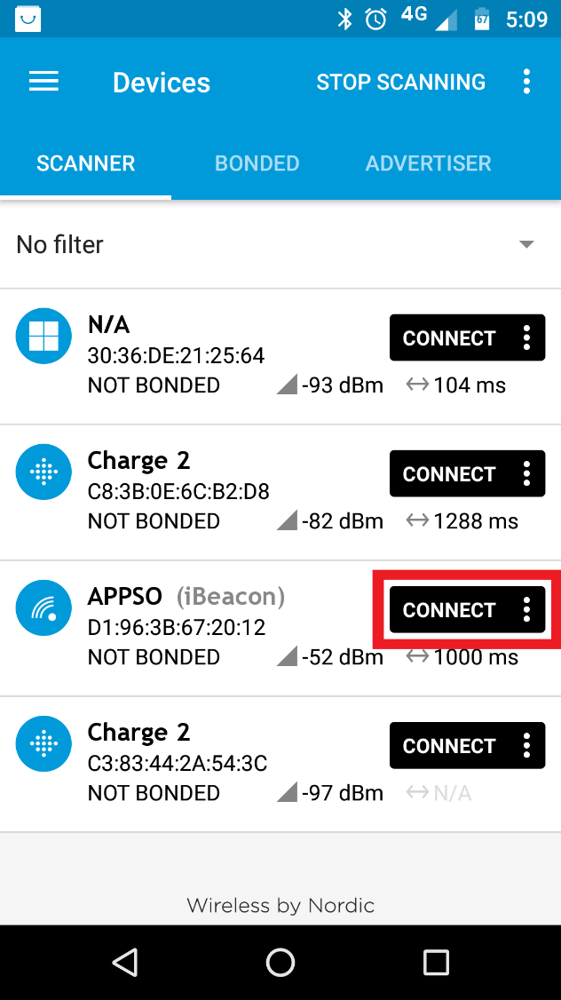 4G 67 5:09
Devices STOP SCANNING
SCANNER BONDED ADVERTISER
No filter
N/A CONNECT
30:36:DE:21:25:64
NOT BONDED -93 dBm 104 ms
Charge 2 CONNECT
C8:3B:0E:6C:B2:D8
NOT BONDED -82 dBm 1288 ms
APPSO (iBeacon) CONNECT
D1:96:3B:67:20:12
NOT BONDED -52 dBm 1000 ms
Charge 2 CONNECT
C3:83:44:2A:54:3C
NOT BONDED -97 dBm N/A
Wireless by Nordic